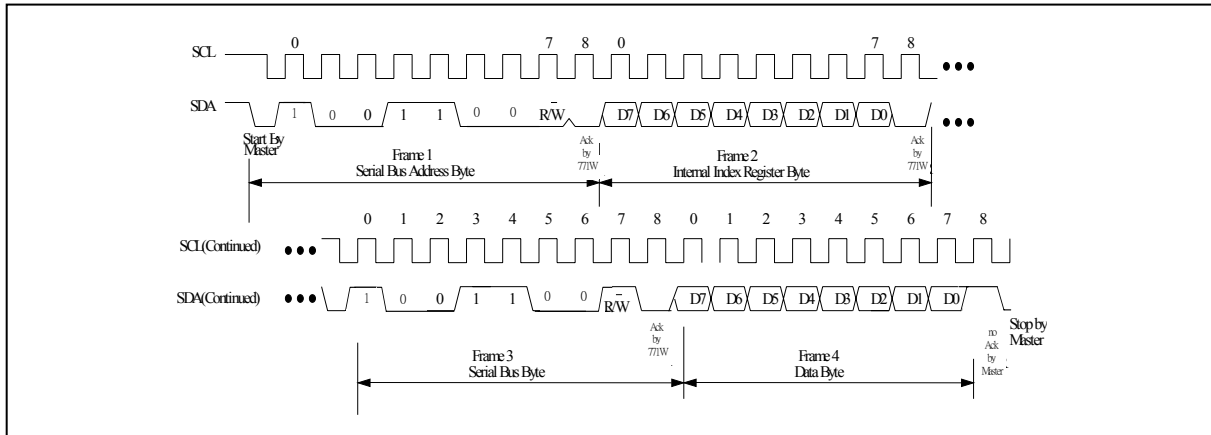 0 7 8 0 7 8
SCL
SDA 1 0 0 1 1 0 0 R/W D7 D6 D5 D4 D3 D2 D1 D0
Start By
Master
Ack
by
771W
Ack
by
771W
Frame 1
Serial Bus Address Byte
Frame 2
Internal Index Register Byte
0 1 2 3 4 5 6 7 8 0 1 2 3 4 5 6 7 8
SCL(Continued)
SDA(Continued) 1 0 0 1 1 0 0 R/W D7 D6 D5 D4 D3 D2 D1 D0
Ack
by
771W
no
Ack
by
Master
Stop by
Master
Frame 3
Serial Bus Byte
Frame 4
Data Byte